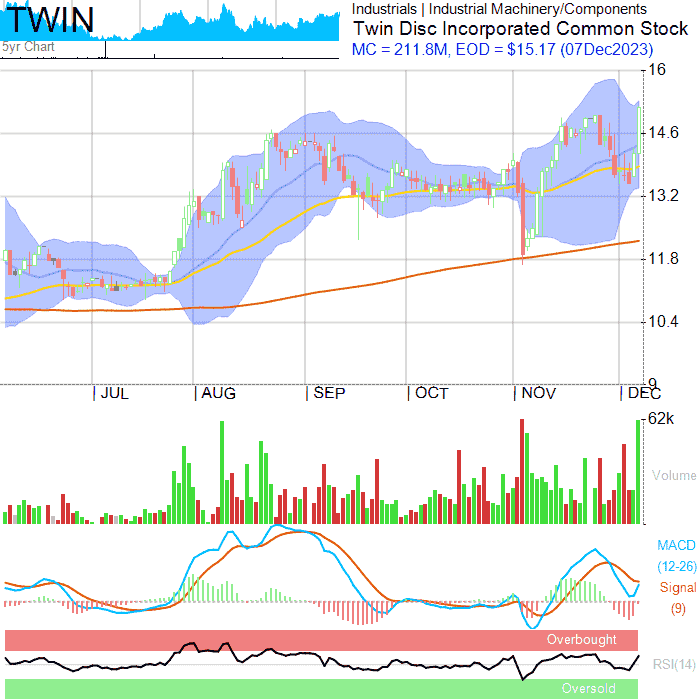 TWIN
5yr Chart
Industrials | Industrial Machinery/Components
Twin Disc Incorporated Common Stock
MC = 211.8M, EOD = $15.17 (07Dec2023)
16
14.6
13.2
11.8
10.4
9
JUL
AUG
SEP
OCT
NOV
DEC
62k
Volume
MACD
(12-26)
Signal
(9)
Overbought
RSI(14)
Oversold